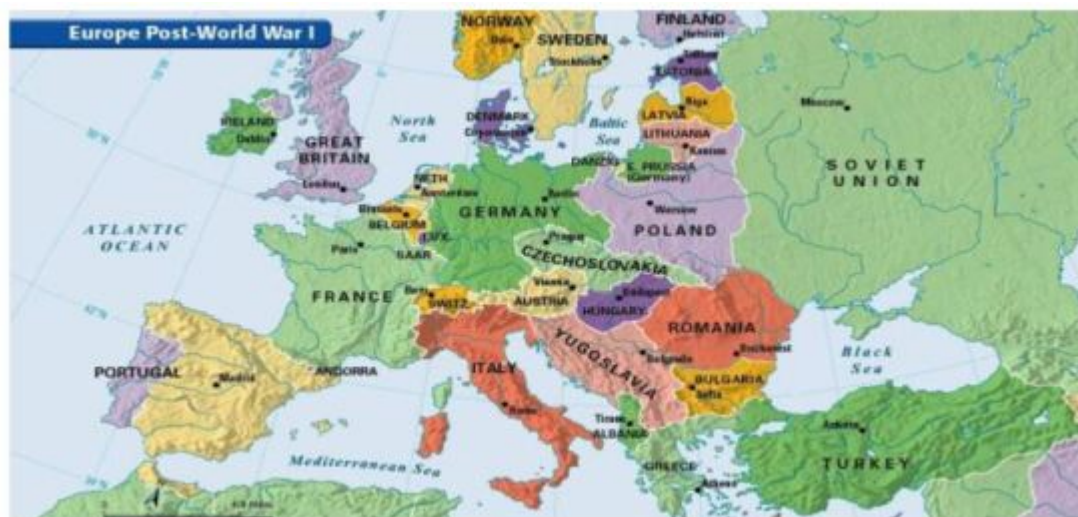 Europe Post-World War I
NORWAY
Oslo
SWEDEN
Stockholm
FINLAND
Helsinki
ESTONIA
Riga
LATVIA
LITHUANIA
Kaunas
Moscow
SOVIET
UNION
North
Sea
Baltic
Sea
DENMARK
Copenhagen
IRELAND
Dublin
GREAT
BRITAIN
London
NETH
Amsterdam
DANZIG
E. PRUSSIA
(Germany)
Berlin
GERMANY
Warsaw
POLAND
Brussels
BELGIUM
LUX.
SAAR
Prague
CZECHOSLOVAKIA
ATLANTIC
OCEAN
Paris
FRANCE
Bern
SWITZ.
Vienna
AUSTRIA
Budapest
HUNGARY
ROMANIA
Bucharest
YUGOSLAVIA
Belgrade
Black
Sea
PORTUGAL
Madrid
ANDORRA
ITALY
Rome
BULGARIA
Sofia
Tirane
ALBANIA
GREECE
Athens
Ankara
TURKEY
Mediterranean Sea